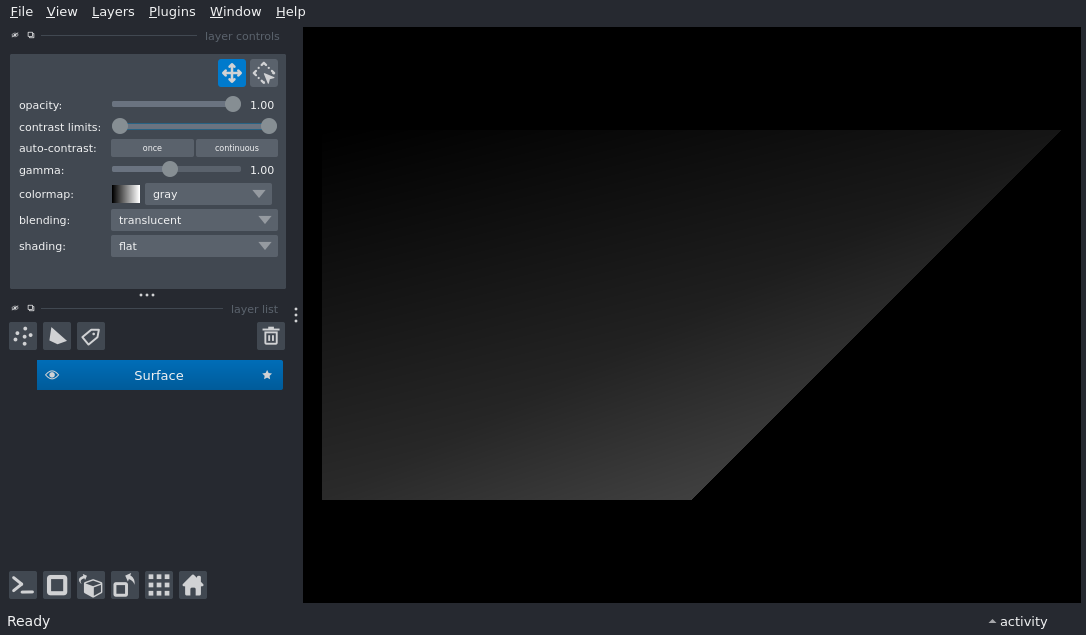 File View Layers Plugins Window Help
layer controls
opacity: 1.00
contrast limits:
auto-contrast: once continuous
gamma: 1.00
colormap: gray
blending: translucent
shading: flat
layer list
Surface
Ready activity